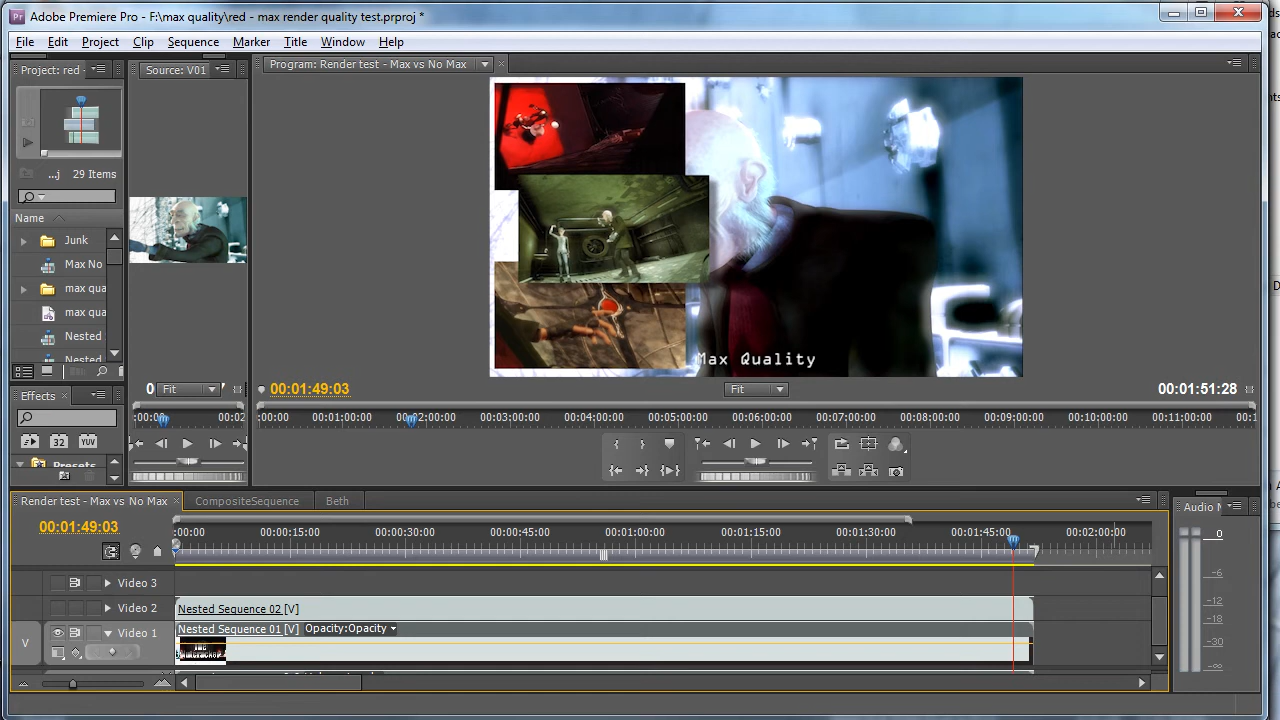 Adobe Premiere Pro - F:\max quality\red - max render quality test.prproj *
File Edit Project Clip Sequence Marker Title Window Help
Project: red
Source: V01
Program: Render test - Max vs No Max
...j 29 Items
Name
Junk
Max No
max qua
max qua
Nested
Nested
Max Quality
0 Fit
00:01:49:03
Fit
00:01:51:28
Effects
:00:00 00:02
:00:00 00:01:00:00 00:02:00:00 00:03:00:00 00:04:00:00 00:05:00:00 00:06:00:00 00:07:00:00 00:08:00:00 00:09:00:00 00:10:00:00 00:11:00:00 00:1
32 YUV
Presets
Render test - Max vs No Max CompositeSequence Beth
Audio
00:01:49:03
:00:00 00:00:15:00 00:00:30:00 00:00:45:00 00:01:00:00 00:01:15:00 00:01:30:00 00:01:45:00 00:02:00:00
Video 3
Video 2
Nested Sequence 02 [V]
V
Video 1
Nested Sequence 01 [V] Opacity:Opacity
0
-6
-12
-18
-30
-∞